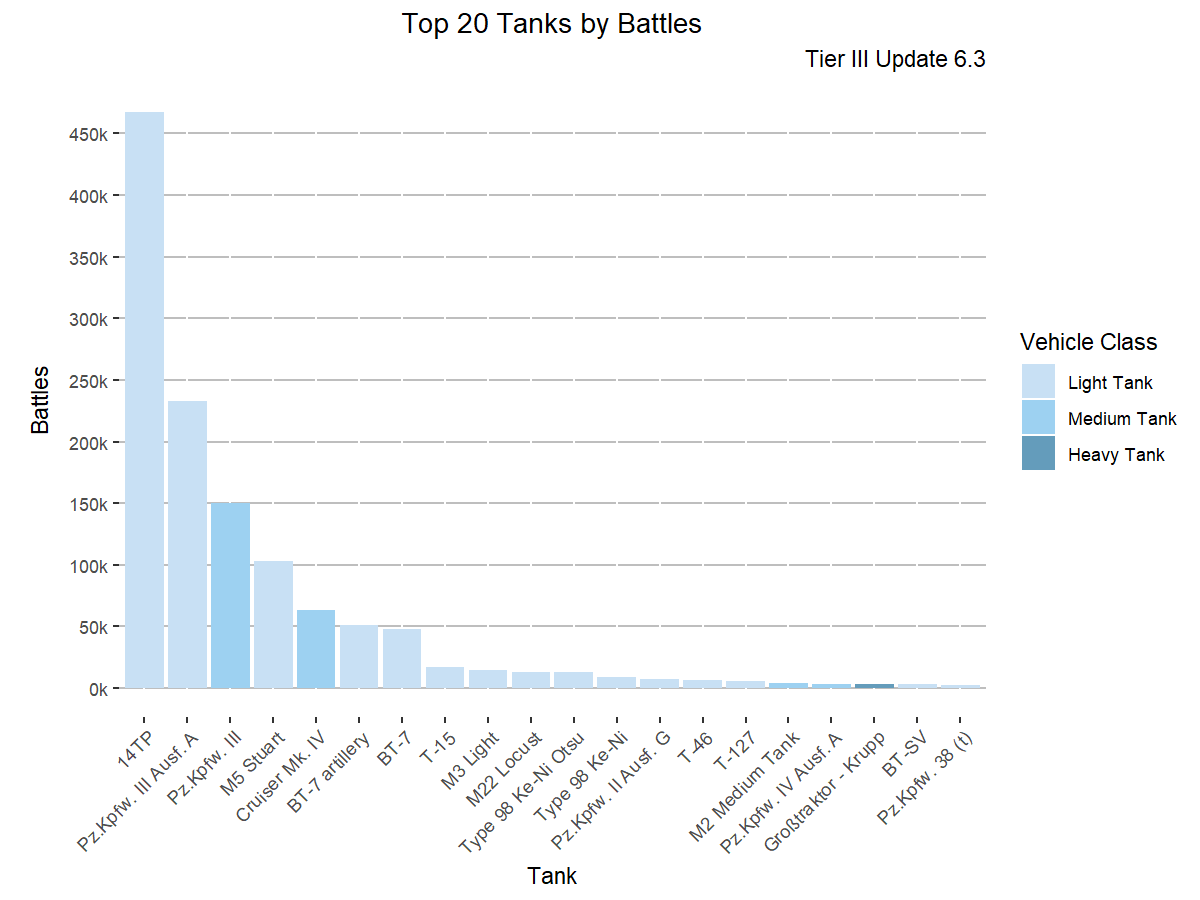 Top 20 Tanks by Battles
Tier III Update 6.3
450k
400k
350k
300k
250k
200k
150k
100k
50k
0k
Battles
14TP
Pz.Kpfw. III Ausf. A
Pz.Kpfw. III
M5 Stuart
Cruiser Mk. IV
BT-7 artillery
BT-7
T-15
M3 Light
M22 Locust
Type 98 Ke-Ni Otsu
Type 98 Ke-Ni
Pz.Kpfw. II Ausf. G
T-46
T-127
M2 Medium Tank
Pz.Kpfw. IV Ausf. A
Großtraktor - Krupp
BT-SV
Pz.Kpfw. 38 (t)
Tank
Vehicle Class
Light Tank
Medium Tank
Heavy Tank